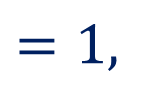 = 1,